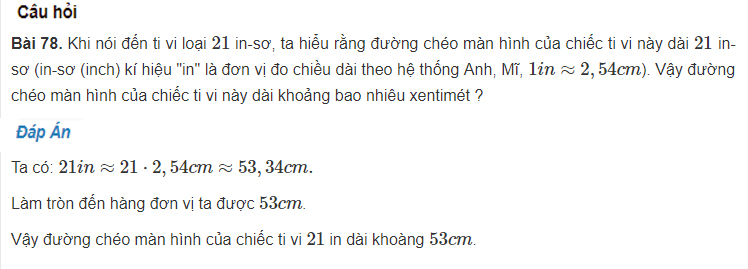 Câu hỏi
Bài 78. Khi nói đến ti vi loại 21 in-sơ, ta hiểu rằng đường chéo màn hình của chiếc ti vi này dài 21 in-
sơ (in-sơ (inch) kí hiệu "in" là đơn vị đo chiều dài theo hệ thống Anh, Mĩ, 1in ≈ 2, 54cm). Vậy đường
chéo màn hình của chiếc ti vi này dài khoảng bao nhiêu xentimét ?
Đáp Án
Ta có: 21in ≈ 21 · 2, 54cm ≈ 53, 34cm.
Làm tròn đến hàng đơn vị ta được 53cm.
Vậy đường chéo màn hình của chiếc ti vi 21 in dài khoàng 53cm.